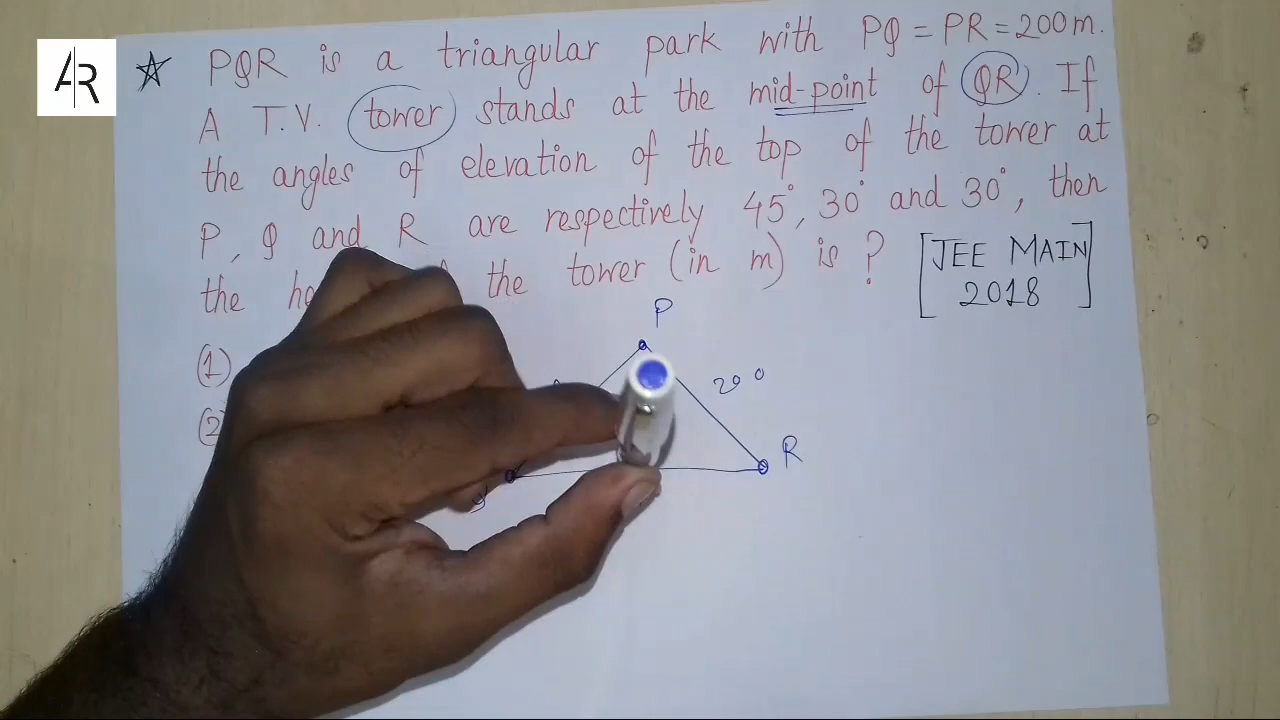 AR
PQR is a triangular park with PQ = PR = 200m.
A T.V. tower stands at the mid-point of QR. If
the angles of elevation of the top of the tower at
P, Q and R are respectively 45°, 30° and 30°, then
the the tower (in m) is ?
[JEE MAIN
2018]
(1)
(2
P
200
R